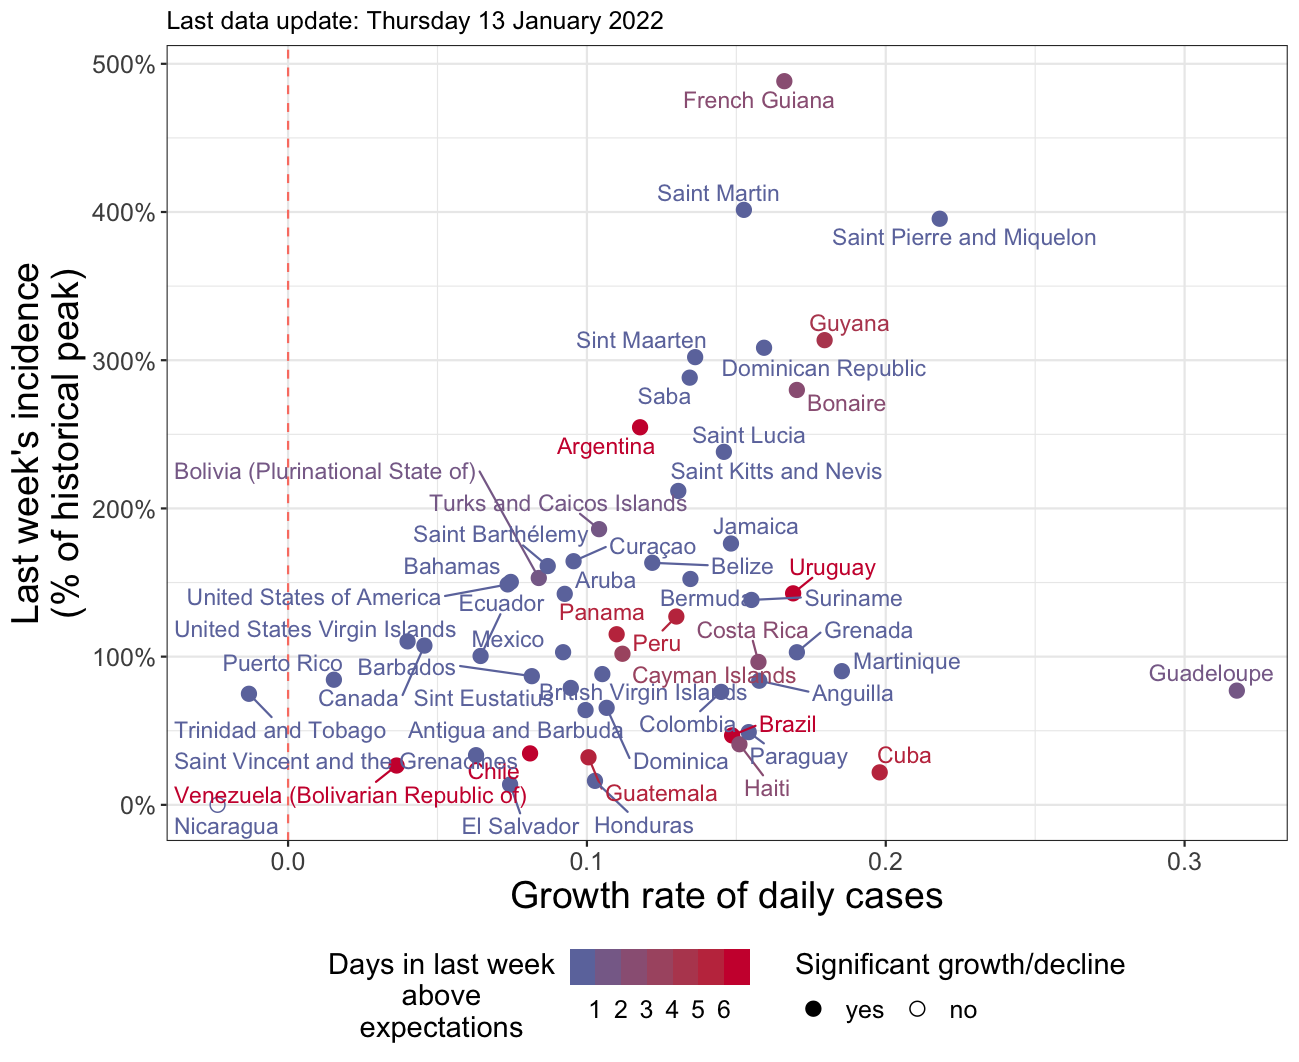 Last data update: Thursday 13 January 2022
Last week's incidence
(% of historical peak)
500%
400%
300%
200%
100%
0%
French Guiana
Saint Martin
Saint Pierre and Miquelon
Guyana
Sint Maarten
Dominican Republic
Saba
Bonaire
Argentina
Saint Lucia
Bolivia (Plurinational State of)
Saint Kitts and Nevis
Turks and Caicos Islands
Jamaica
Saint Barthélemy
Curaçao
Bahamas
Belize
Uruguay
Aruba
United States of America
Ecuador
Bermuda
Suriname
Panama
United States Virgin Islands
Mexico
Peru
Costa Rica
Grenada
Puerto Rico
Barbados
Cayman Islands
Martinique
Guadeloupe
Canada
Sint Eustatius
British Virgin Islands
Anguilla
Trinidad and Tobago
Antigua and Barbuda
Colombia
Brazil
Saint Vincent and the Grenadines
Dominica
Paraguay
Cuba
Chile
Venezuela (Bolivarian Republic of)
Guatemala
Haiti
Nicaragua
El Salvador
Honduras
0.0
0.1
0.2
0.3
Growth rate of daily cases
Days in last week
above
expectations
1 2 3 4 5 6
Significant growth/decline
yes
no